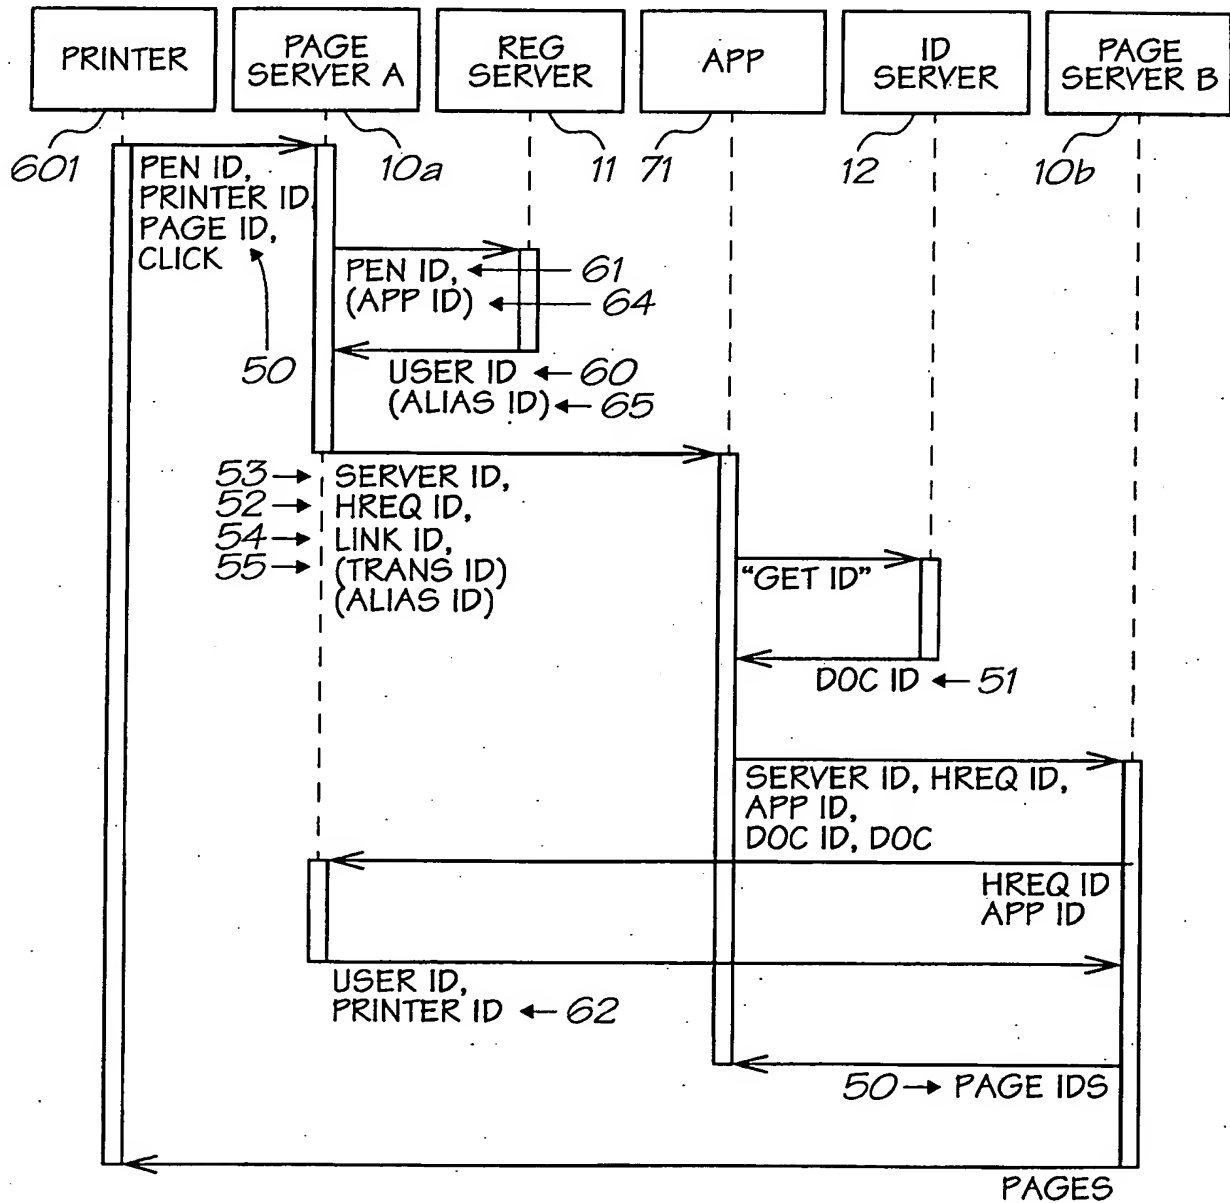 PRINTER
PAGE
SERVER A
REG
SERVER
APP
ID
SERVER
PAGE
SERVER B
601
10a
11
71
12
10b
PEN ID,
PRINTER ID,
PAGE ID,
CLICK
50
PEN ID, 61
(APP ID) 64
USER ID 60
(ALIAS ID) 65
53 SERVER ID,
52 HREQ ID,
54 LINK ID,
55 (TRANS ID)
(ALIAS ID)
"GET ID"
DOC ID 51
SERVER ID, HREQ ID,
APP ID,
DOC ID, DOC
HREQ ID
APP ID
USER ID,
PRINTER ID 62
50 PAGE IDS
PAGES